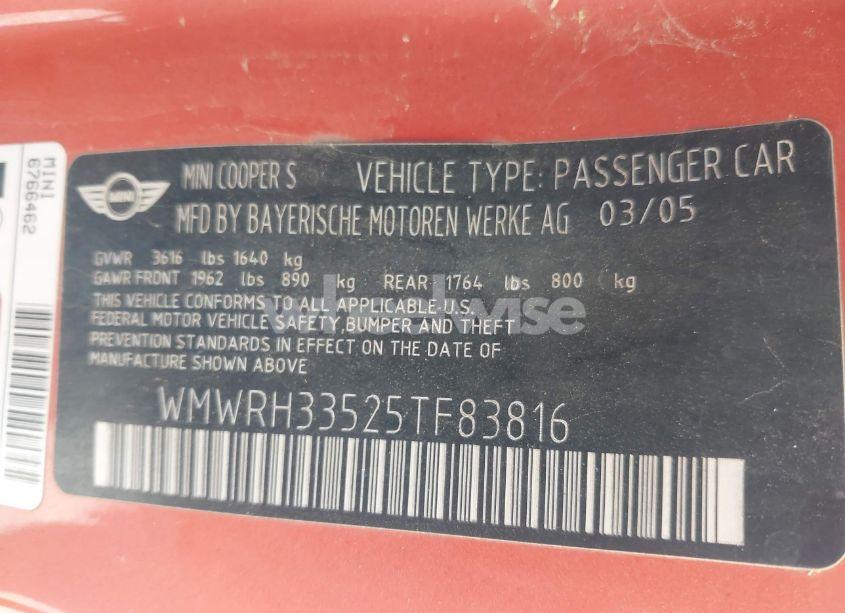 MINI
6766462
MINI
MINI COOPER S VEHICLE TYPE: PASSENGER CAR
MFD BY BAYERISCHE MOTOREN WERKE AG 03/05
GVWR 3616 lbs 1640 kg
GAWR FRONT 1962 lbs 890 kg REAR 1764 lbs 800 kg
THIS VEHICLE CONFORMS TO ALL APPLICABLE U.S.
FEDERAL MOTOR VEHICLE SAFETY, BUMPER AND THEFT
PREVENTION STANDARDS IN EFFECT ON THE DATE OF
MANUFACTURE SHOWN ABOVE
WMWRH33525TF83816